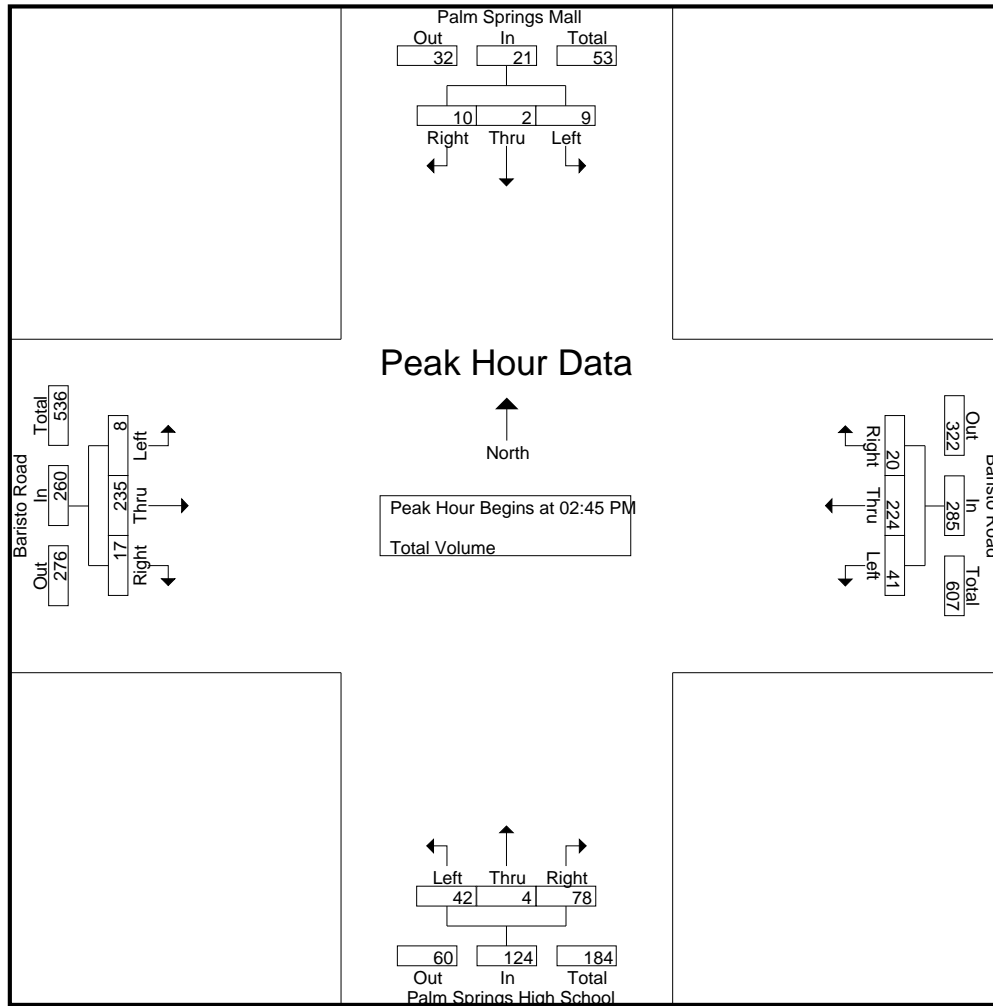 Palm Springs Mall
Out In Total
32 21 53
10 2 9
Right Thru Left
Peak Hour Data
North
Peak Hour Begins at 02:45 PM
Total Volume
Baristo Road
Out In Total
276 260 536
17 235 8
Right Thru Left
Baristo Road
Out In Total
322 285 607
20 224 41
Right Thru Left
Left Thru Right
42 4 78
60 124 184
Out In Total
Palm Springs High School